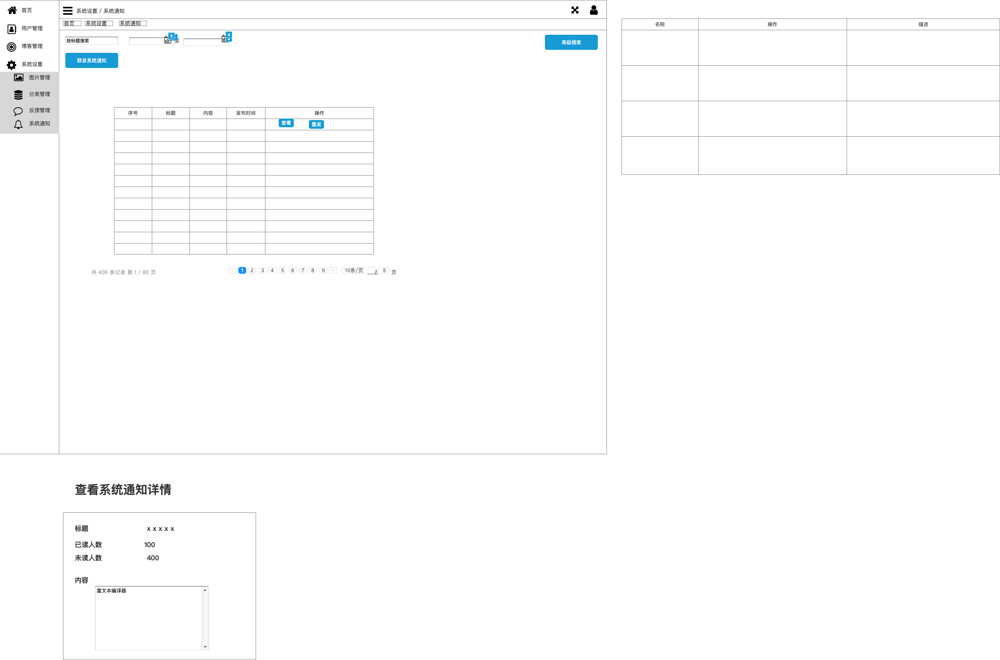 首页
用户管理
博客管理
系统设置
图片管理
分类管理
反馈管理
系统通知
系统设置 / 系统通知
首页 系统设置 系统通知
按标题搜索 3 至 4
高级搜索
群发系统通知
序号 标题 内容 发布时间 操作
查看 重发
共 400 条记录 第 1 / 80 页
< 1 2 3 4 5 6 7 8 9 > 10条/页 5 页
名称 操作 描述
查看系统通知详情
标题 x x x x x
已读人数 100
未读人数 400
内容
富文本编译器